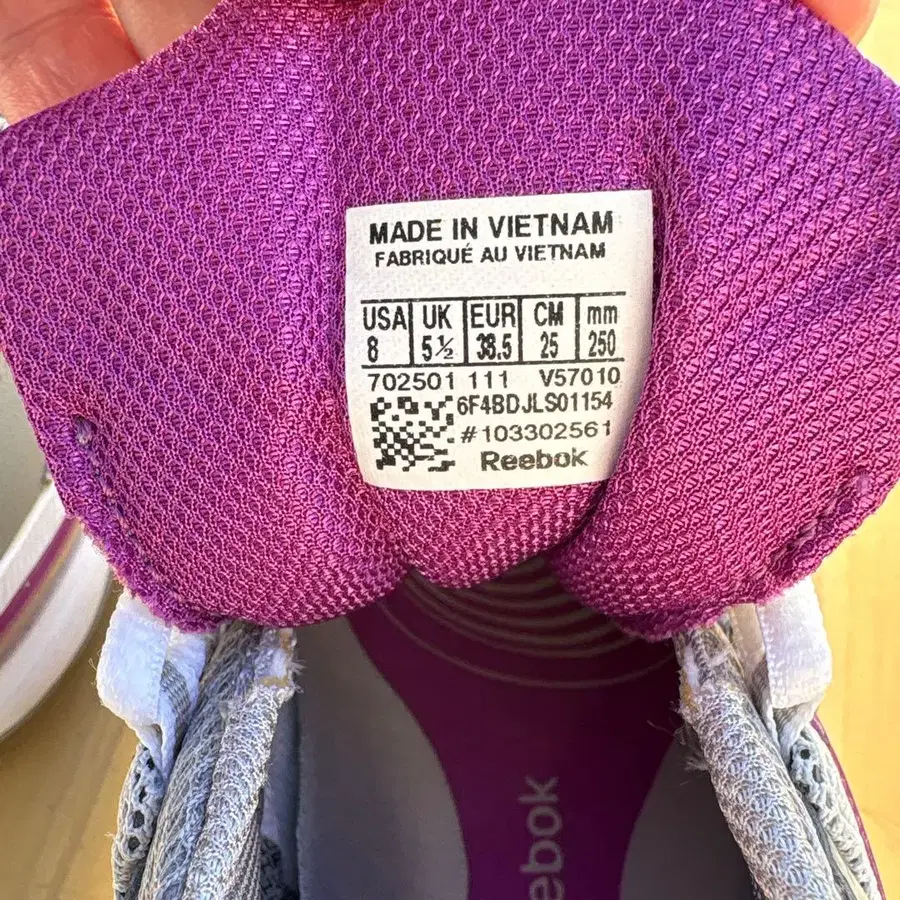 MADE IN VIETNAM
FABRIQUÉ AU VIETNAM
USA UK EUR CM mm
8 5½ 38.5 25 250
702501 111 V57010
6F4BDJLS01154
#103302561
Reebok
ebok